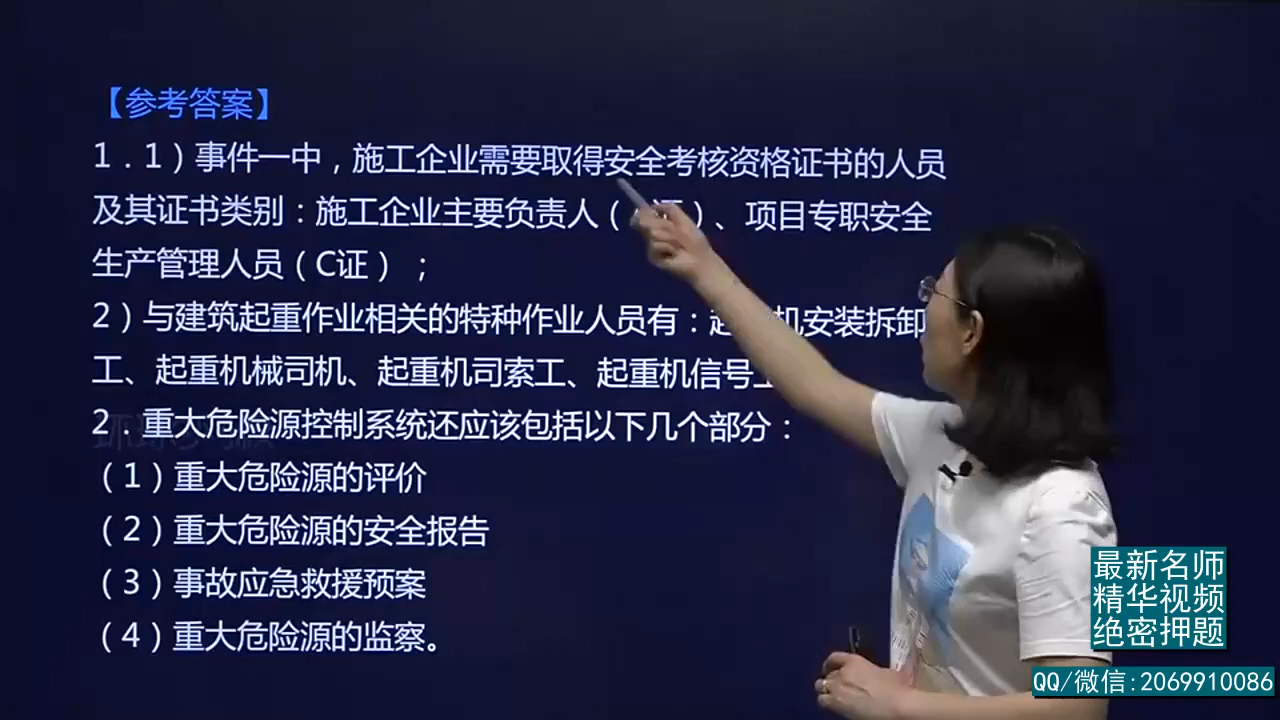 【参考答案】
1．1）事件一中，施工企业需要取得安全考核资格证书的人员
及其证书类别：施工企业主要负责人（ 证）、项目专职安全
生产管理人员（C证）；
2）与建筑起重作业相关的特种作业人员有：起 机安装拆卸
工、起重机械司机、起重机司索工、起重机信号工
2．重大危险源控制系统还应该包括以下几个部分：
（1）重大危险源的评价
（2）重大危险源的安全报告
（3）事故应急救援预案
（4）重大危险源的监察。
最新名师
精华视频
绝密押题
QQ/微信:2069910086